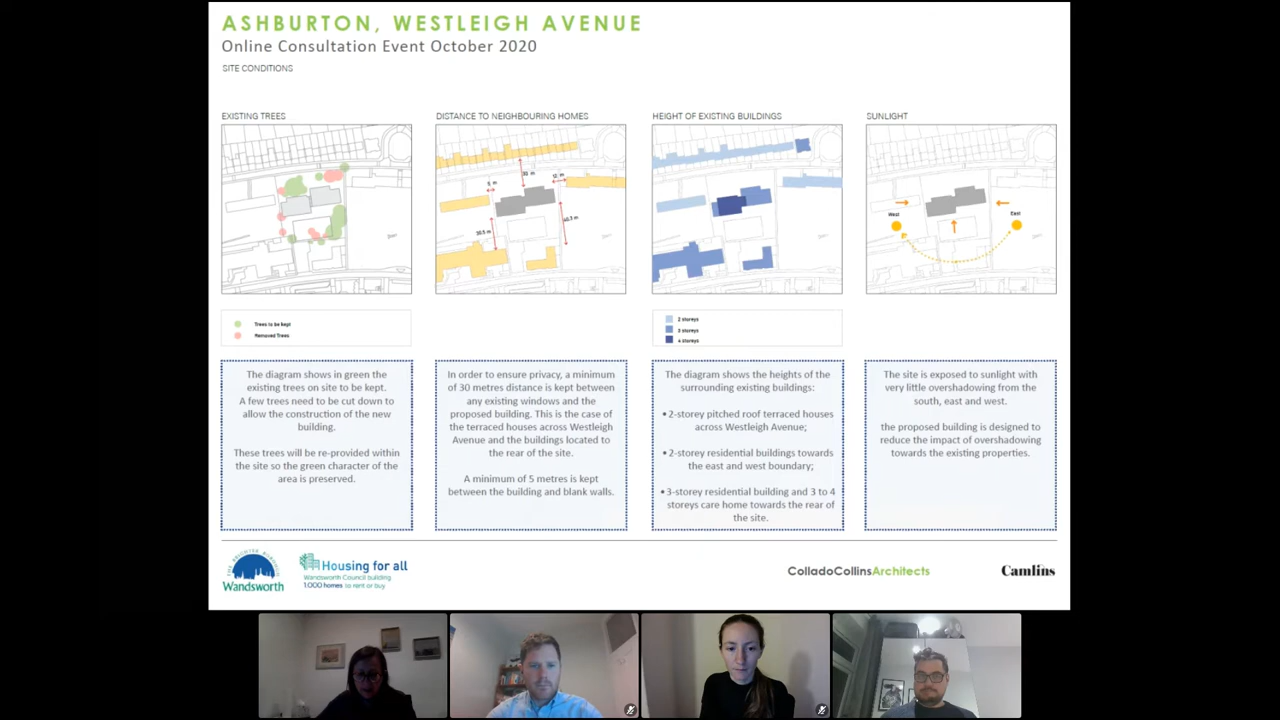 ASHBURTON, WESTLEIGH AVENUE
Online Consultation Event October 2020
SITE CONDITIONS
EXISTING TREES
DISTANCE TO NEIGHBOURING HOMES
HEIGHT OF EXISTING BUILDINGS
SUNLIGHT
West
East
Trees to be kept
Removed Trees
2 storeys
3 storeys
4 storeys
The diagram shows in green the
existing trees on site to be kept.
A few trees need to be cut down to
allow the construction of the new
building.
These trees will be re-provided within
the site so the green character of the
area is preserved.
In order to ensure privacy, a minimum
of 30 metres distance is kept between
any existing windows and the
proposed building. This is the case of
the terraced houses across Westleigh
Avenue and the buildings located to
the rear of the site.
A minimum of 5 metres is kept
between the building and blank walls.
The diagram shows the heights of the
surrounding existing buildings:
• 2-storey pitched roof terraced houses
across Westleigh Avenue;
• 2-storey residential buildings towards
the east and west boundary;
• 3-storey residential building and 3 to 4
storeys care home towards the rear of
the site.
The site is exposed to sunlight with
very little overshadowing from the
south, east and west.
the proposed building is designed to
reduce the impact of overshadowing
towards the existing properties.
THE BRIGHTER BOROUGH
Wandsworth
Housing for all
Wandsworth Council building
1,000 homes to rent or buy.
ColladoCollinsArchitects
Camlins